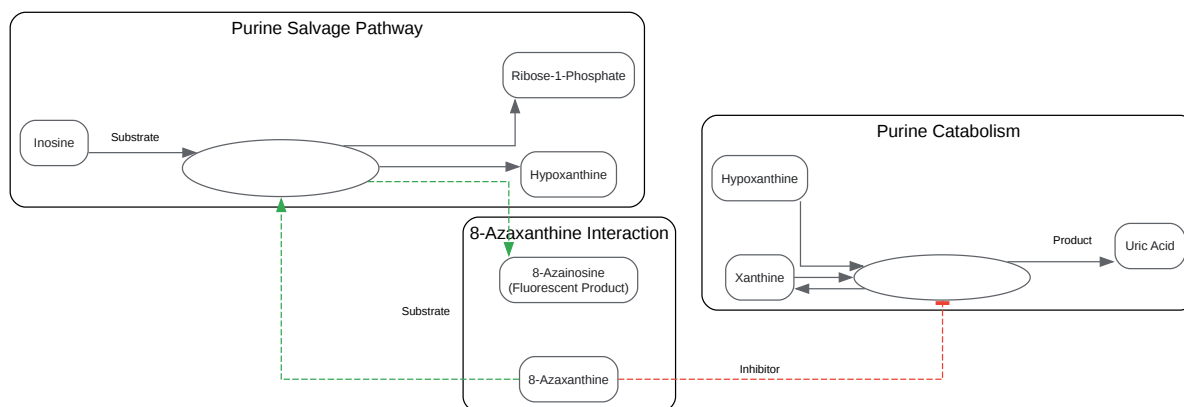 Purine Salvage Pathway
Ribose-1-Phosphate
Substrate
Inosine
Hypoxanthine
Purine Catabolism
Hypoxanthine
Product
Uric Acid
Xanthine
8-Azaxanthine Interaction
8-Azainosine
(Fluorescent Product)
Substrate
8-Azaxanthine
Inhibitor